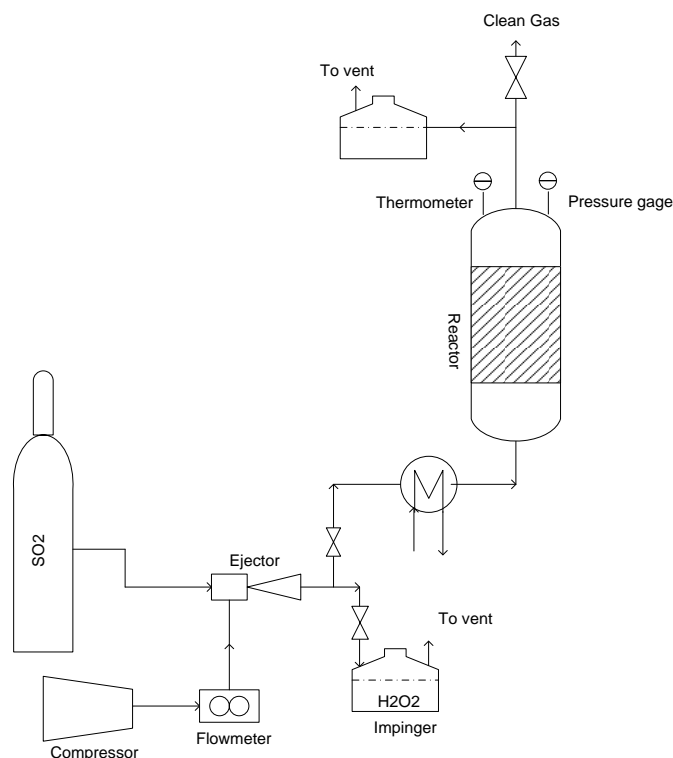 Clean Gas
To vent
Thermometer
Pressure gage
Reactor
SO2
Ejector
To vent
H2O2
Impinger
Flowmeter
Compressor